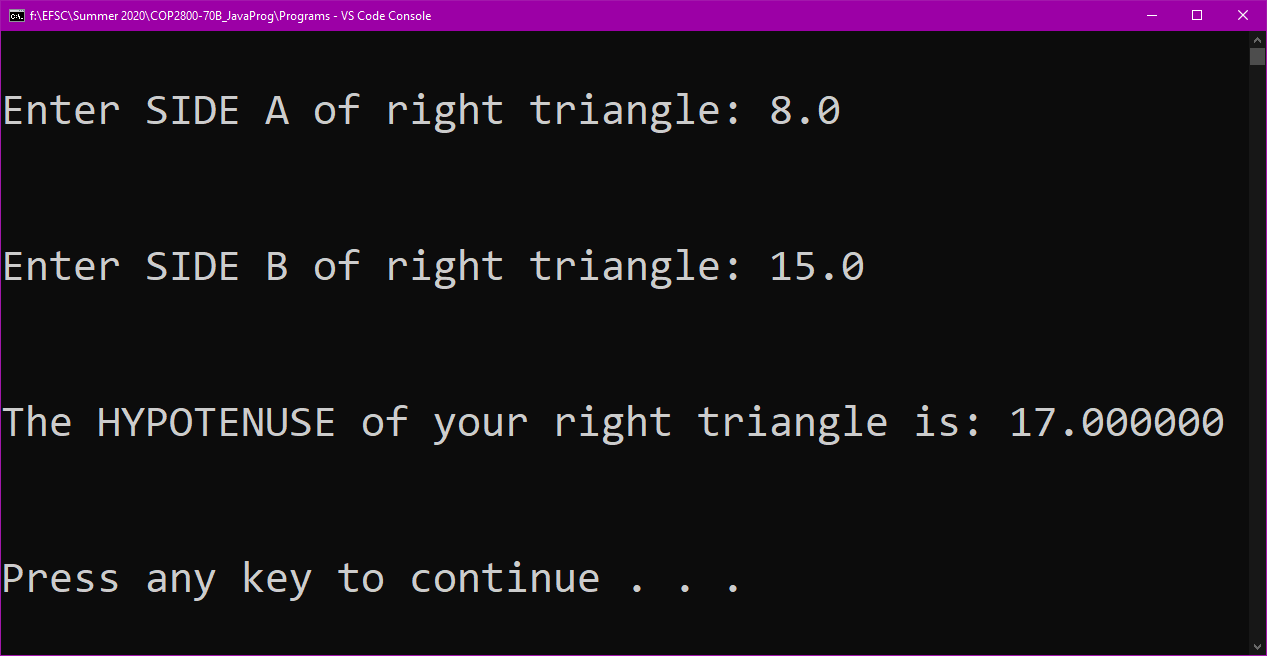 f:\EFSC\Summer 2020\COP2800-70B_JavaProg\Programs - VS Code Console
Enter SIDE A of right triangle: 8.0
Enter SIDE B of right triangle: 15.0
The HYPOTENUSE of your right triangle is: 17.000000
Press any key to continue . . .